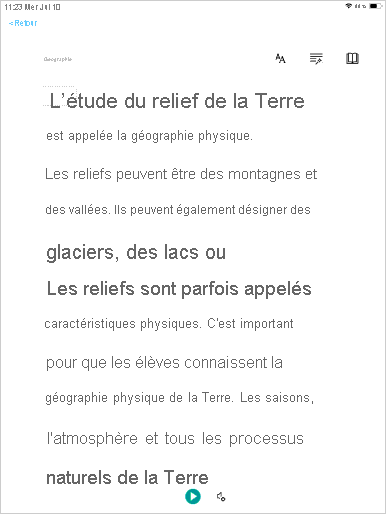 11:23 Mer Jul 10
< Retour
Géographie
AA
L'étude du relief de la Terre
est appelée la géographie physique.
Les reliefs peuvent être des montagnes et
des vallées. Ils peuvent également désigner des
glaciers, des lacs ou
Les reliefs sont parfois appelés
caractéristiques physiques. C'est important
pour que les élèves connaissent la
géographie physique de la Terre. Les saisons,
l'atmosphère et tous les processus
naturels de la Terre